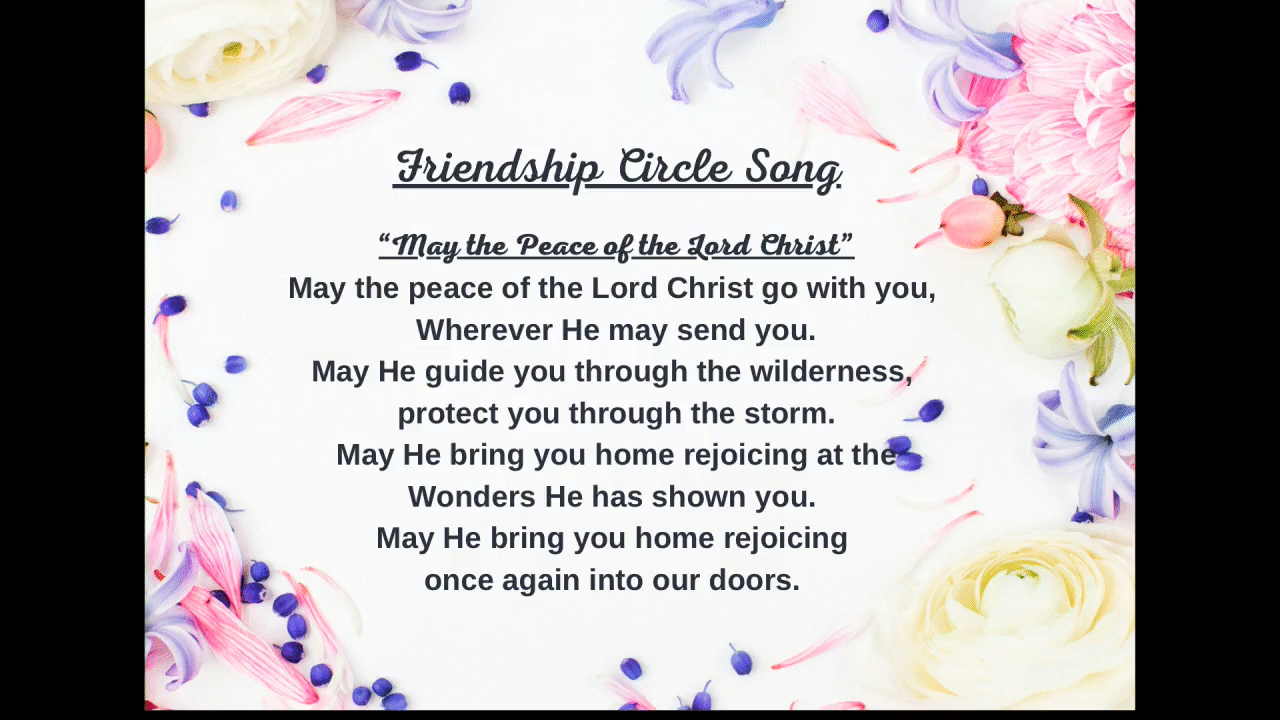 Friendship Circle Song
“May the Peace of the Lord Christ”
May the peace of the Lord Christ go with you,
Wherever He may send you.
May He guide you through the wilderness,
protect you through the storm.
May He bring you home rejoicing at the
Wonders He has shown you.
May He bring you home rejoicing
once again into our doors.